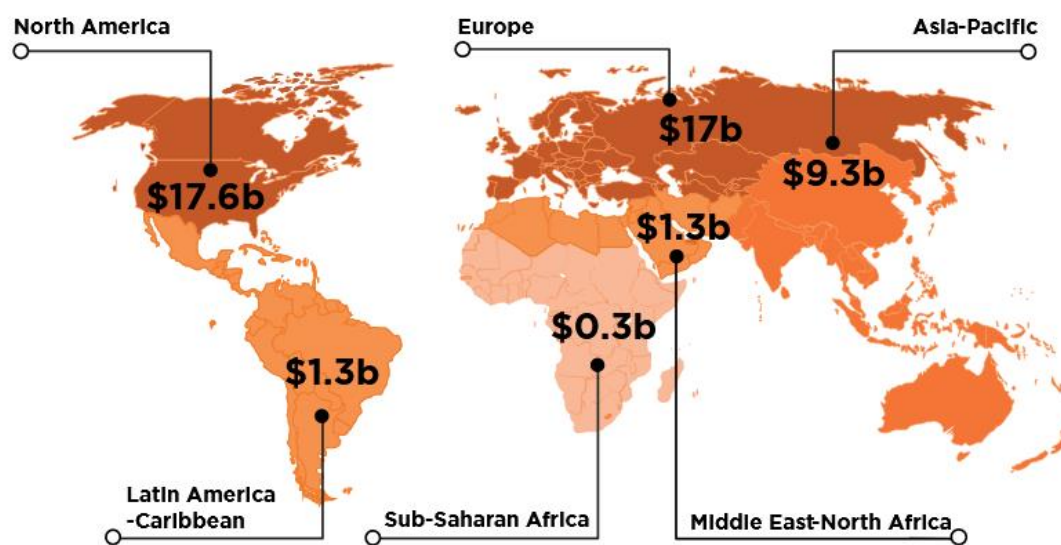 North America
Europe
Asia-Pacific
$17b
$17.6b
$9.3b
$1.3b
$0.3b
$1.3b
Latin America
-Caribbean
Sub-Saharan Africa
Middle East-North Africa